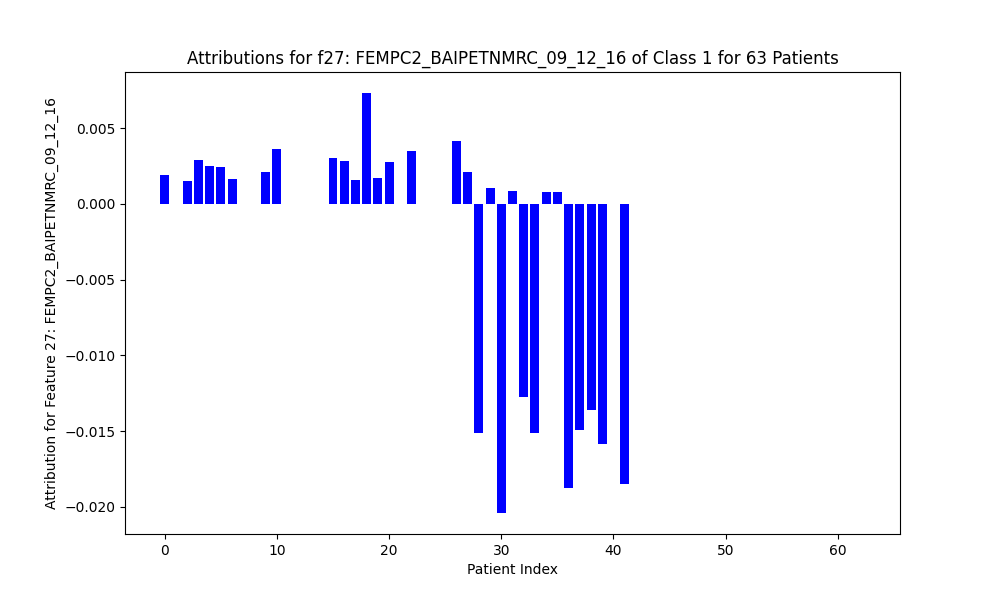 Attributions for f27: FEMPC2_BAIPETNMRC_09_12_16 of Class 1 for 63 Patients
Attribution for Feature 27: FEMPC2_BAIPETNMRC_09_12_16
0.005
0.000
−0.005
−0.010
−0.015
−0.020
0 10 20 30 40 50 60
Patient Index